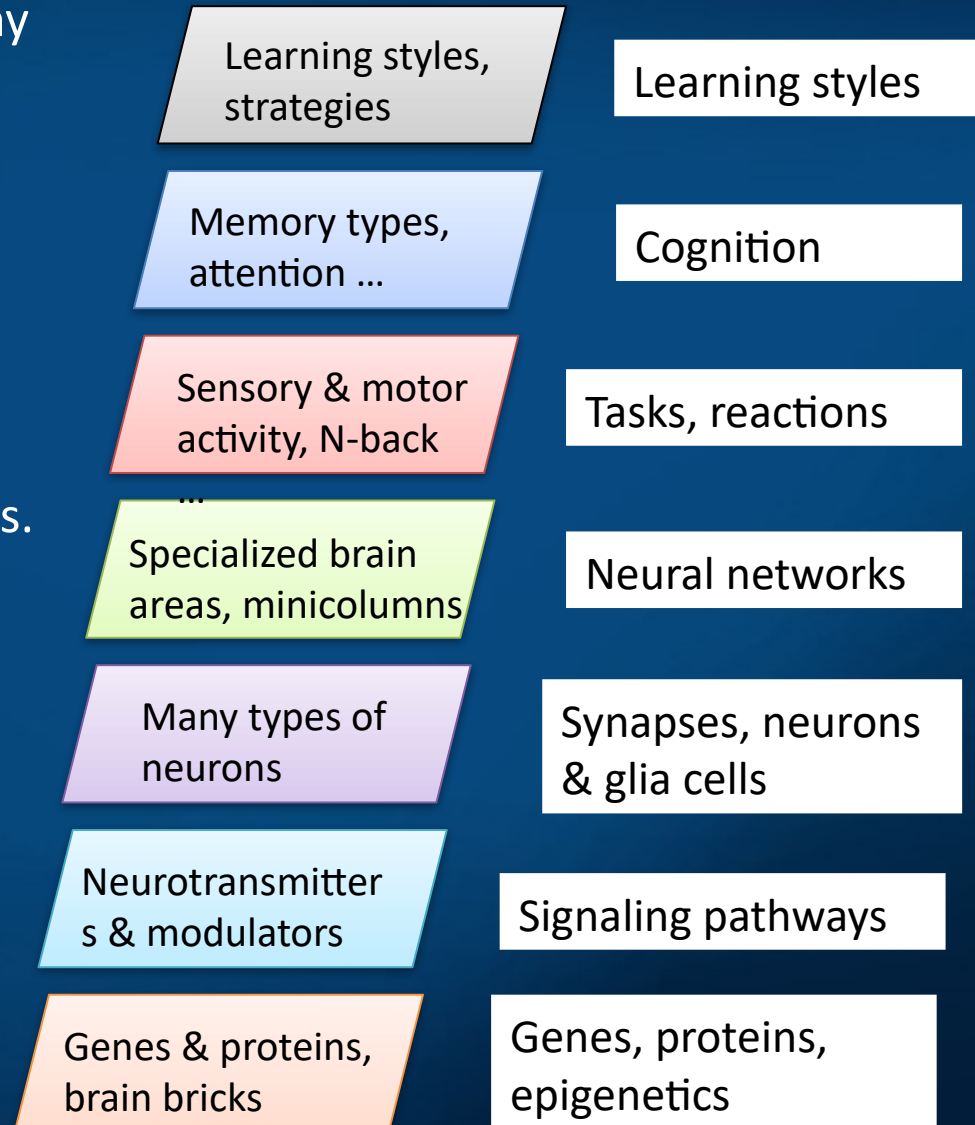 ay
Learning styles,
strategies
Learning styles
Memory types,
attention ...
Cognition
Sensory & motor
activity, N-back
...
Tasks, reactions
s.
Specialized brain
areas, minicolumns
Neural networks
Many types of
neurons
Synapses, neurons
& glia cells
Neurotransmitter
s & modulators
Signaling pathways
Genes & proteins,
brain bricks
Genes, proteins,
epigenetics